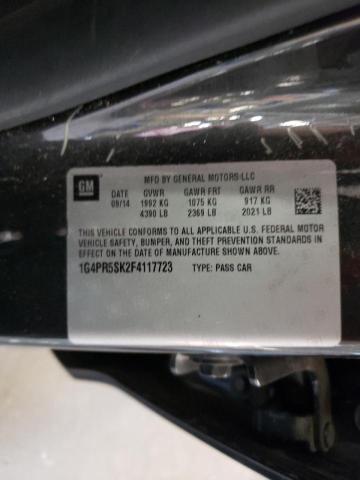 GM
MFD BY GENERAL MOTORS LLC
DATE GVWR GAWR FRT GAWR RR
09/14 1992 KG 1075 KG 917 KG
4390 LB 2369 LB 2021 LB
THIS VEHICLE CONFORMS TO ALL APPLICABLE U.S. FEDERAL MOTOR
VEHICLE SAFETY, BUMPER, AND THEFT PREVENTION STANDARDS IN
EFFECT ON THE DATE OF MANUFACTURE SHOWN ABOVE.
1G4PR5SK2F4117723 TYPE: PASS CAR